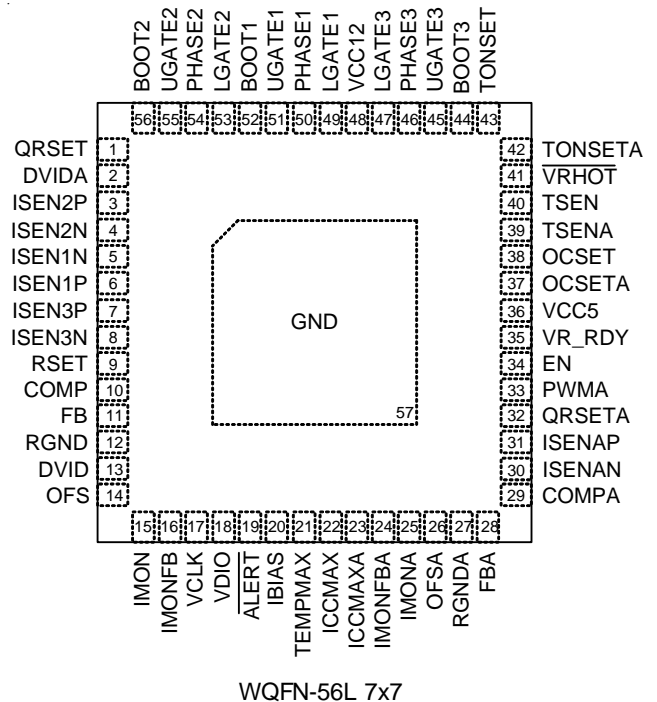 BOOT2
UGATE2
PHASE2
LGATE2
BOOT1
UGATE1
PHASE1
LGATE1
VCC12
LGATE3
PHASE3
UGATE3
BOOT3
TONSET
56 55 54 53 52 51 50 49 48 47 46 45 44 43
QRSET 1
DVIDA 2
ISEN2P 3
ISEN2N 4
ISEN1N 5
ISEN1P 6
ISEN3P 7
ISEN3N 8
RSET 9
COMP 10
FB 11
RGND 12
DVID 13
OFS 14
GND
57
42 TONSETA
41 VRHOT
40 TSEN
39 TSENA
38 OCSET
37 OCSETA
36 VCC5
35 VR_RDY
34 EN
33 PWMA
32 QRSETA
31 ISENAP
30 ISENAN
29 COMPA
15 16 17 18 19 20 21 22 23 24 25 26 27 28
IMON
IMONFB
VCLK
VDIO
ALERT
IBIAS
TEMPMAX
ICCMAX
ICCMAXA
IMONFBA
IMONA
OFSA
RGNDA
FBA
WQFN-56L 7x7